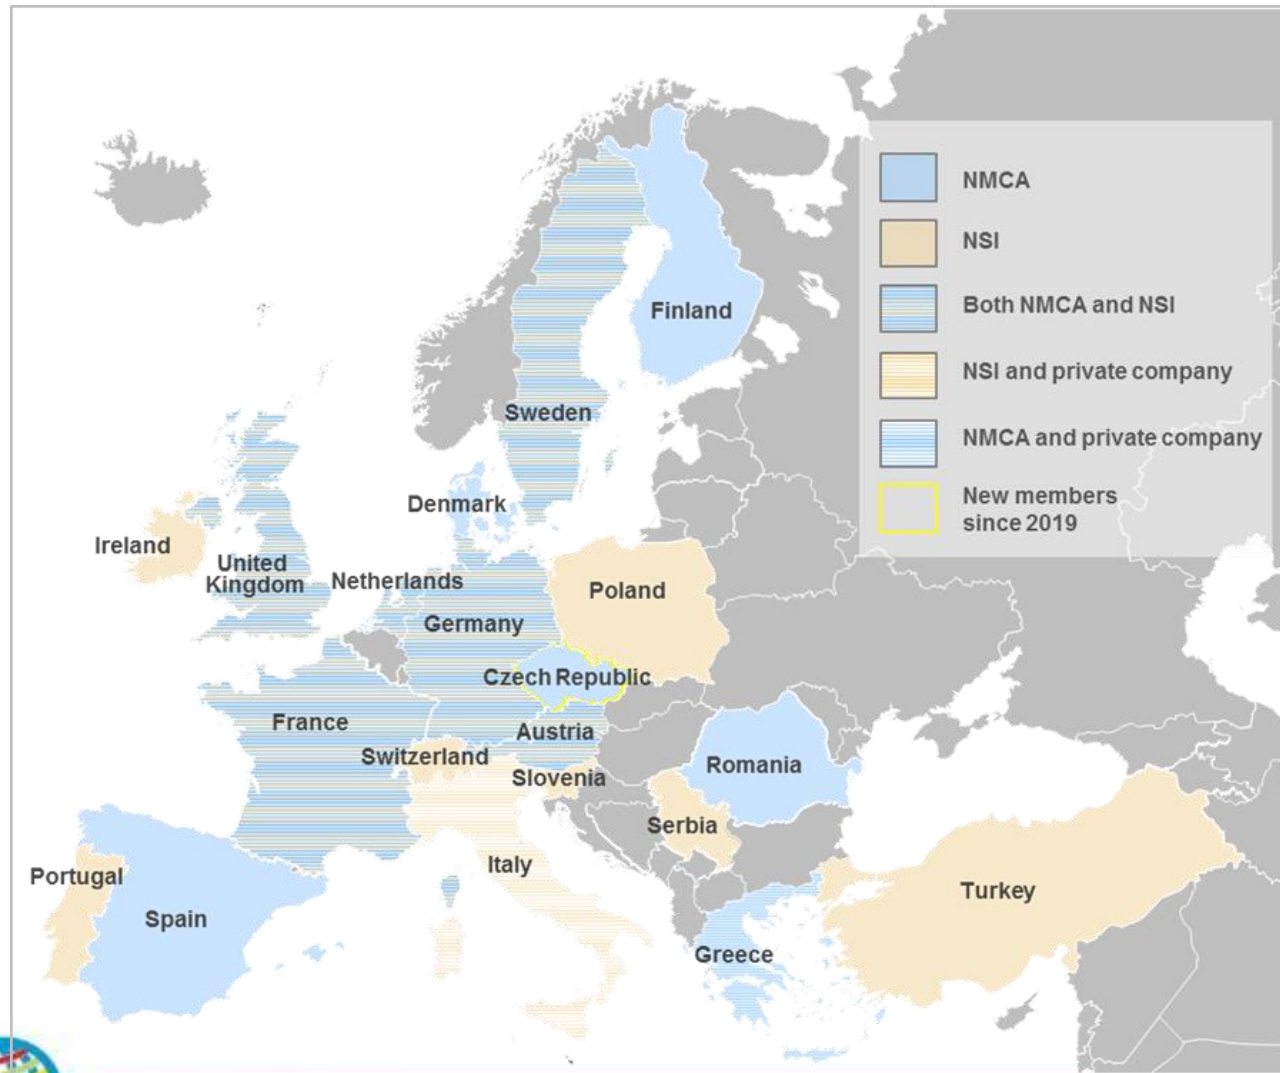 NMCA
NSI
Both NMCA and NSI
NSI and private company
NMCA and private company
New members
since 2019
Finland
Sweden
Denmark
Ireland
United
Kingdom
Netherlands
Poland
Germany
Czech Republic
France
Austria
Switzerland
Slovenia
Romania
Serbia
Italy
Portugal
Spain
Turkey
Greece